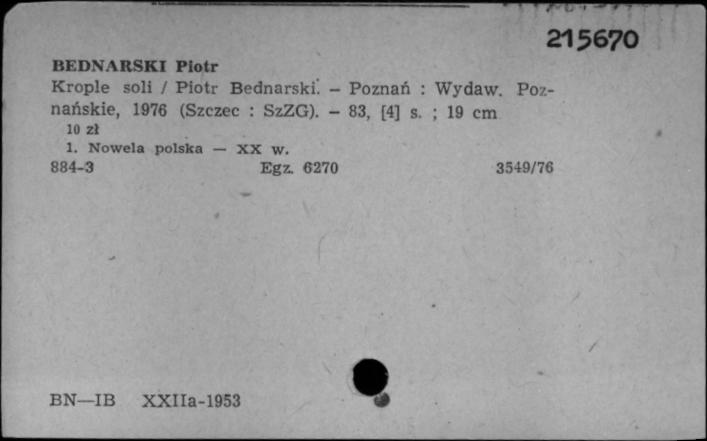 215670
BEDNARSKI Piotr
Krople soli / Piotr Bednarski. – Poznań : Wydaw. Poz-
nańskie, 1976 (Szczec : SzZG). – 83, [4] s. ; 19 cm
10 zł
1. Nowela polska — XX w.
884-3 Egz. 6270 3549/76
BN—IB XXIIa-1953